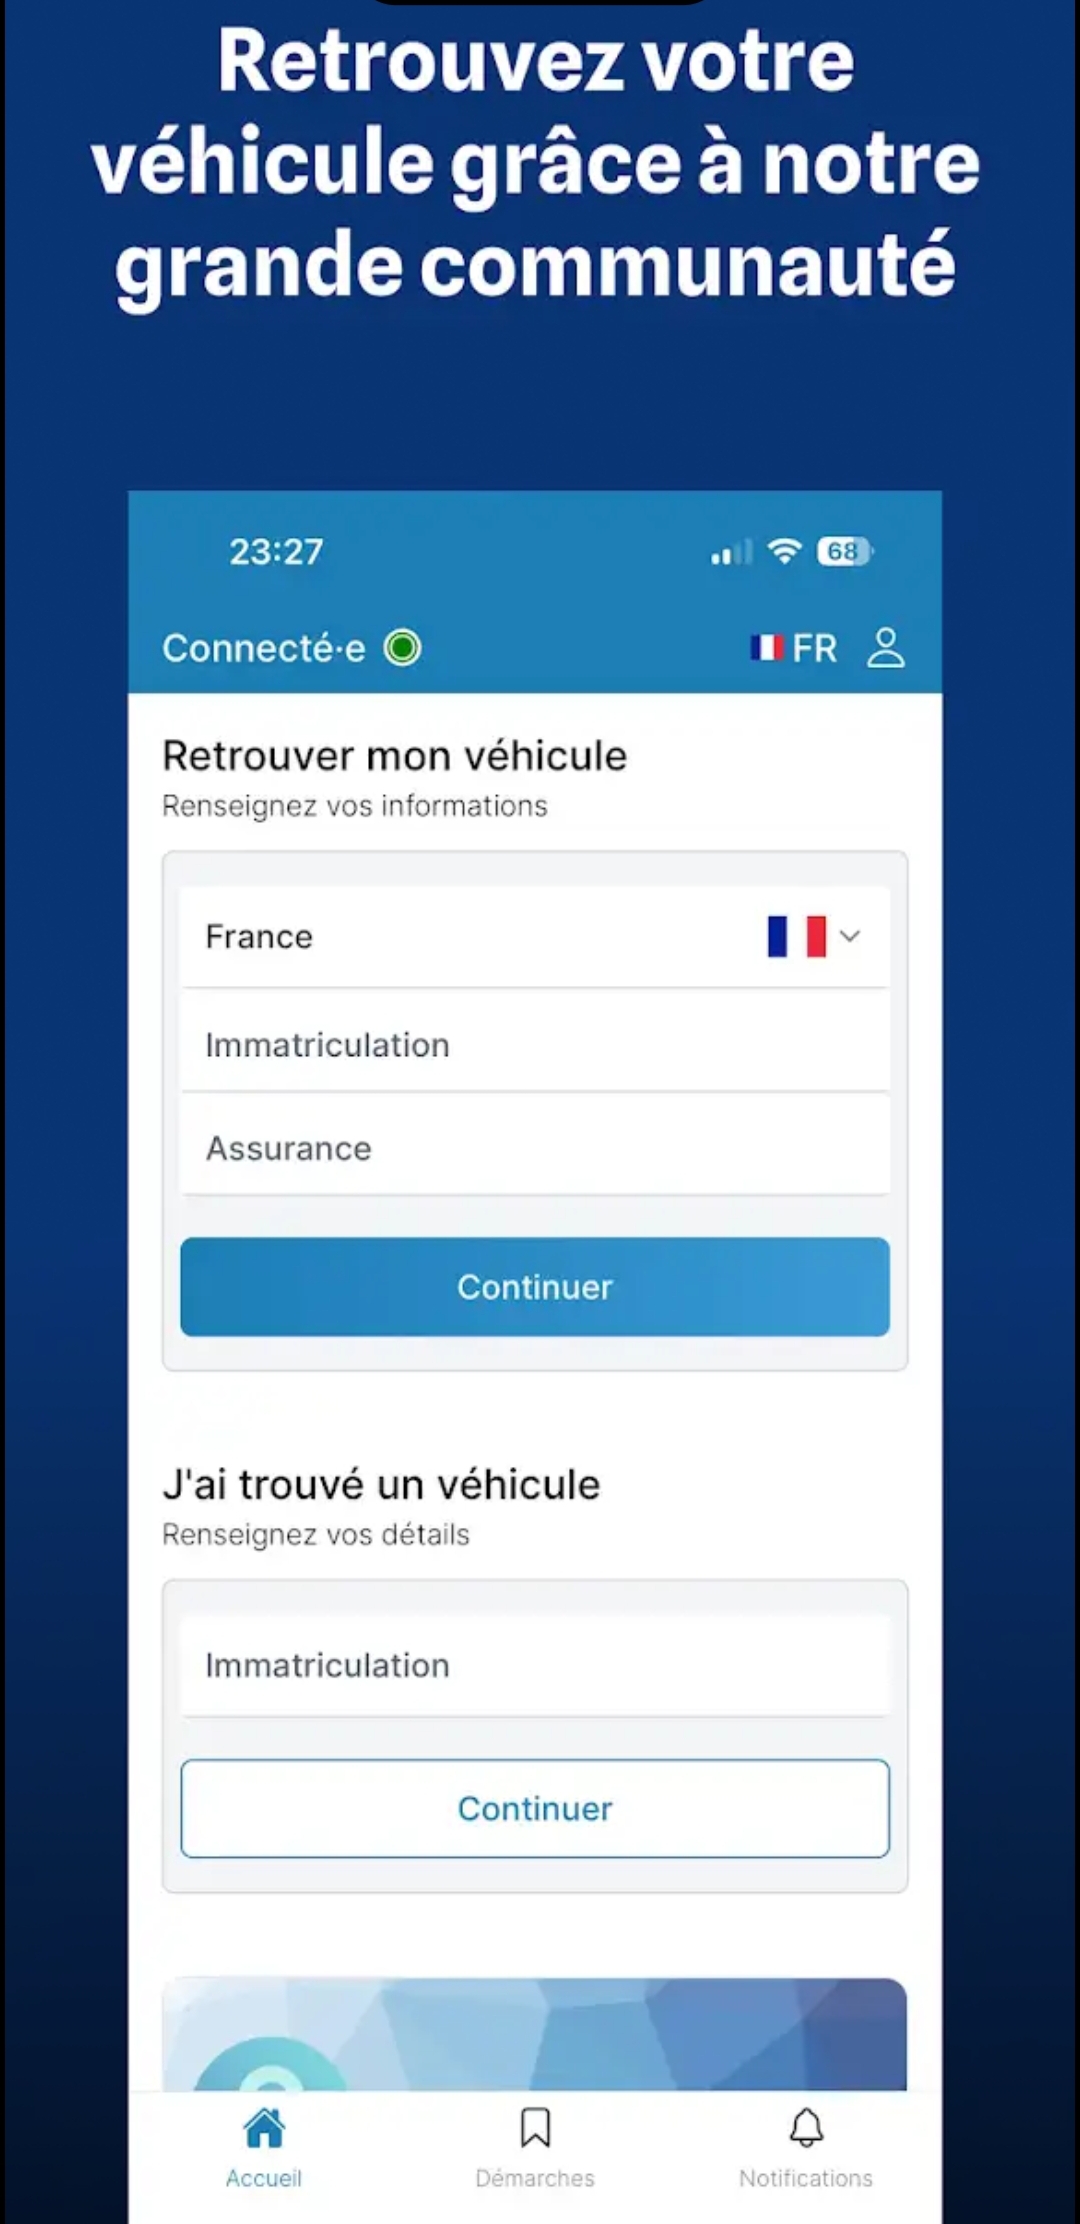 Retrouvez votre
véhicule grâce à notre
grande communauté
23:27
68
Connecté·e
FR
Retrouver mon véhicule
Renseignez vos informations
France
Immatriculation
Assurance
Continuer
J'ai trouvé un véhicule
Renseignez vos détails
Immatriculation
Continuer
Accueil
Démarches
Notifications